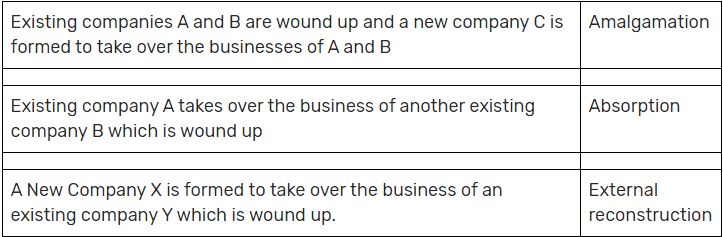 Existing companies A and B are wound up and a new company C is
formed to take over the businesses of A and B
Amalgamation
Existing company A takes over the business of another existing
company B which is wound up
Absorption
A New Company X is formed to take over the business of an
existing company Y which is wound up.
External
reconstruction